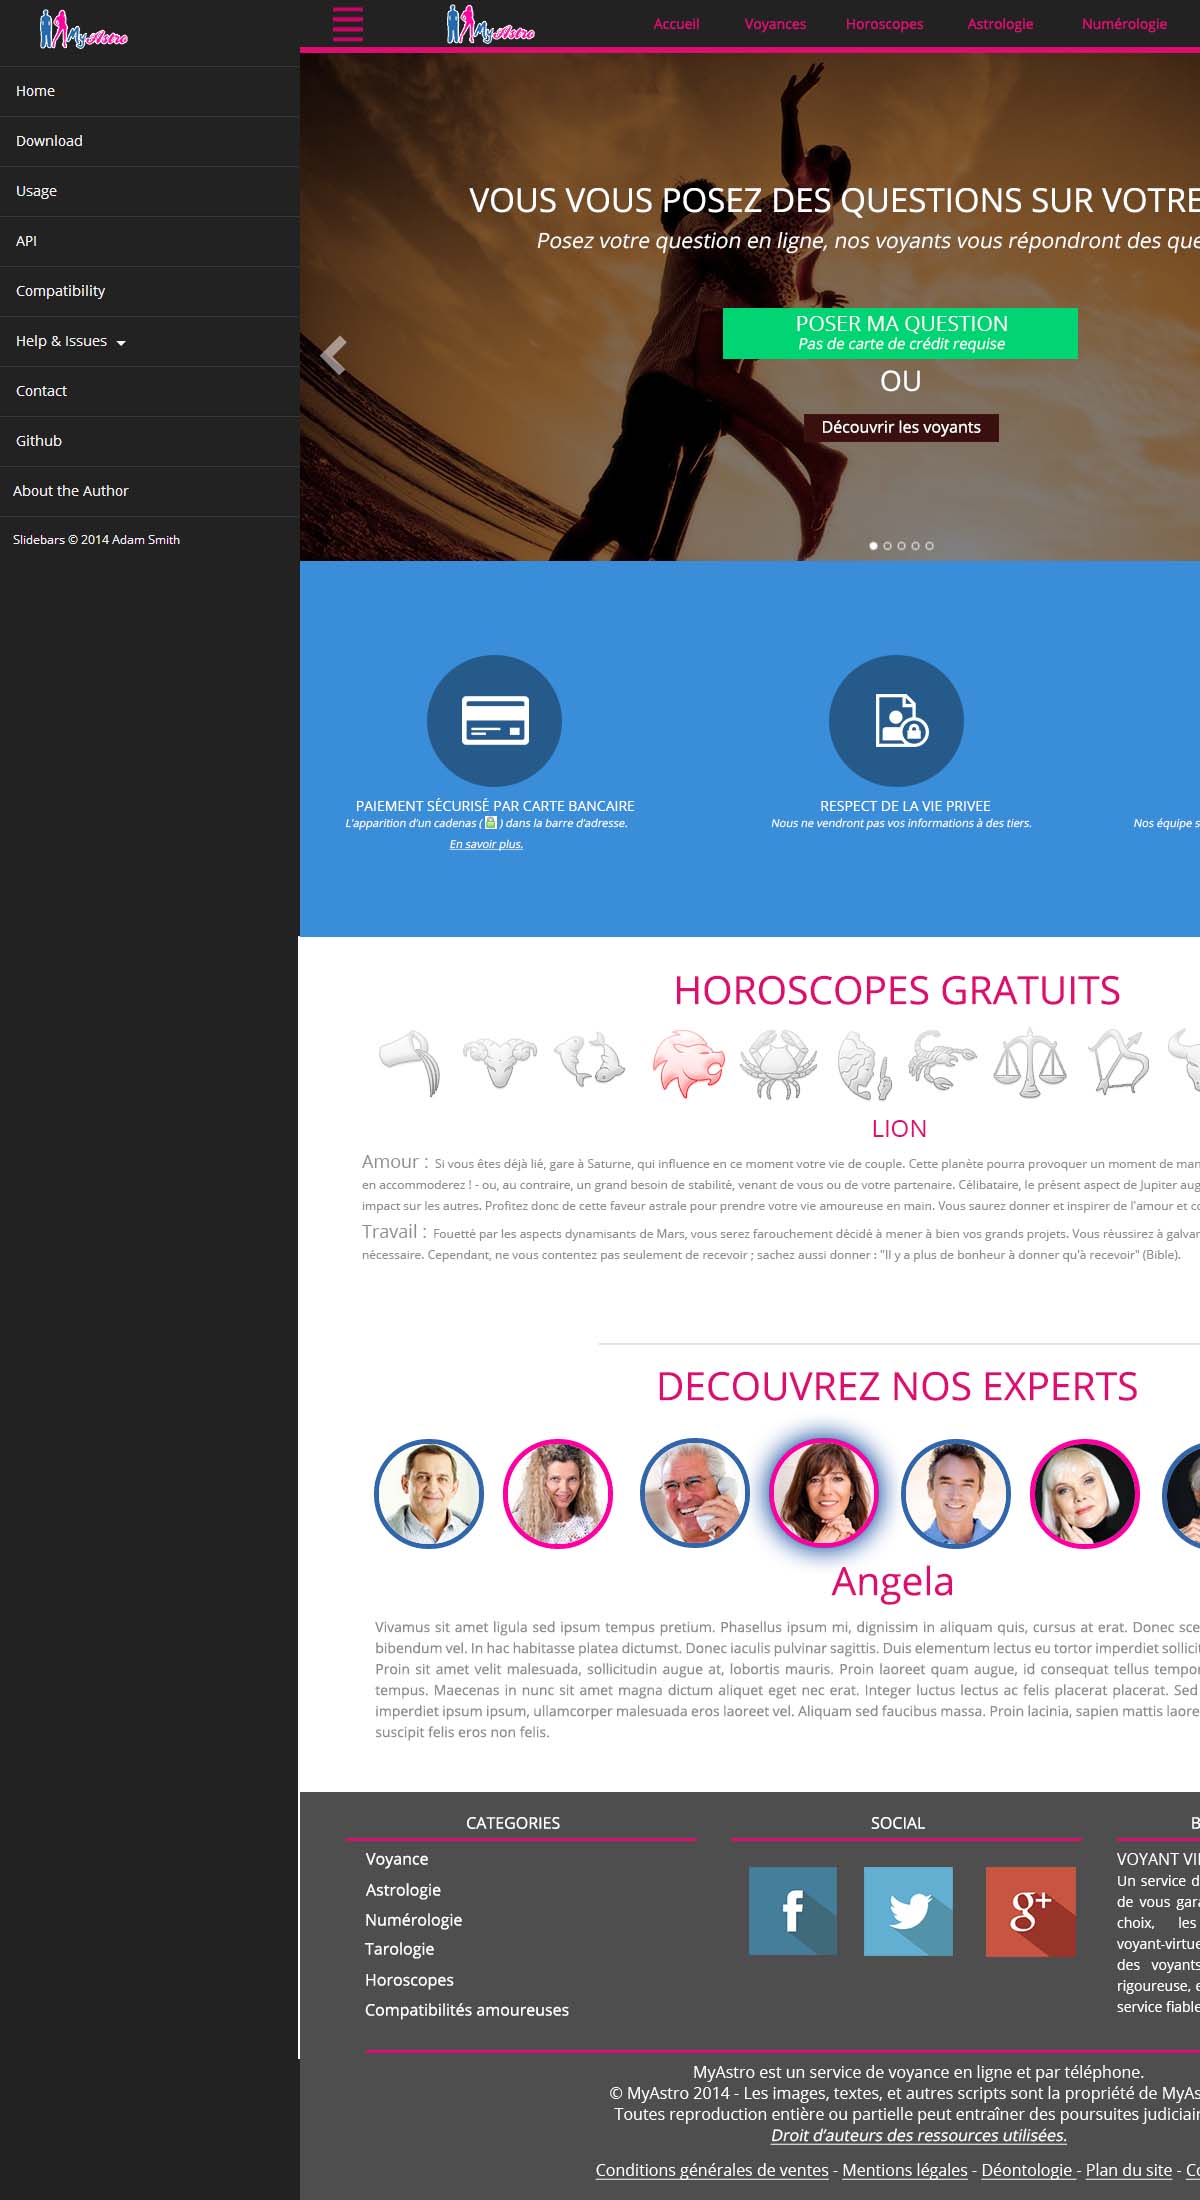 MyAstro
Home
Download
Usage
API
Compatibility
Help & Issues
Contact
Github
About the Author
Slidebars © 2014 Adam Smith
MyAstro
Accueil Voyances Horoscopes Astrologie Numérologie
VOUS VOUS POSEZ DES QUESTIONS SUR VOTRE
Posez votre question en ligne, nos voyants vous répondront des que
POSER MA QUESTION
Pas de carte de crédit requise
OU
Découvrir les voyants
PAIEMENT SÉCURISÉ PAR CARTE BANCAIRE
L'apparition d'un cadenas ( ) dans la barre d'adresse.
En savoir plus.
RESPECT DE LA VIE PRIVEE
Nous ne vendront pas vos informations à des tiers.
Nos équipe s
HOROSCOPES GRATUITS
LION
Amour : Si vous êtes déjà lié, gare à Saturne, qui influence en ce moment votre vie de couple. Cette planète pourra provoquer un moment de man
en accommoderez ! - ou, au contraire, un grand besoin de stabilité, venant de vous ou de votre partenaire. Célibataire, le présent aspect de Jupiter aug
impact sur les autres. Profitez donc de cette faveur astrale pour prendre votre vie amoureuse en main. Vous saurez donner et inspirer de l'amour et co
Travail : Fouetté par les aspects dynamisants de Mars, vous serez farouchement décidé à mener à bien vos grands projets. Vous réussirez à galvar
nécessaire. Cependant, ne vous contentez pas seulement de recevoir ; sachez aussi donner : "Il y a plus de bonheur à donner qu'à recevoir" (Bible).
DECOUVREZ NOS EXPERTS
Angela
Vivamus sit amet ligula sed ipsum tempus pretium. Phasellus ipsum mi, dignissim in aliquam quis, cursus at erat. Donec sce
bibendum vel. In hac habitasse platea dictumst. Donec iaculis pulvinar sagittis. Duis elementum lectus eu tortor imperdiet sollicit
Proin sit amet velit malesuada, sollicitudin augue at, lobortis mauris. Proin laoreet quam augue, id consequat tellus tempor
tempus. Maecenas in nunc sit amet magna dictum aliquet eget nec erat. Integer luctus lectus ac felis placerat placerat. Sed
imperdiet ipsum ipsum, ullamcorper malesuada eros laoreet vel. Aliquam sed faucibus massa. Proin lacinia, sapien mattis laore
suscipit felis eros non felis.
CATEGORIES
Voyance
Astrologie
Numérologie
Tarologie
Horoscopes
Compatibilités amoureuses
SOCIAL
f
g+
B
VOYANT VI
Un service d
de vous gara
choix, les
voyant-virtue
des voyants
rigoureuse, e
service fiable
MyAstro est un service de voyance en ligne et par téléphone.
© MyAstro 2014 - Les images, textes, et autres scripts sont la propriété de MyAs
Toutes reproduction entière ou partielle peut entraîner des poursuites judiciair
Droit d'auteurs des ressources utilisées.
Conditions générales de ventes - Mentions légales - Déontologie - Plan du site - Co